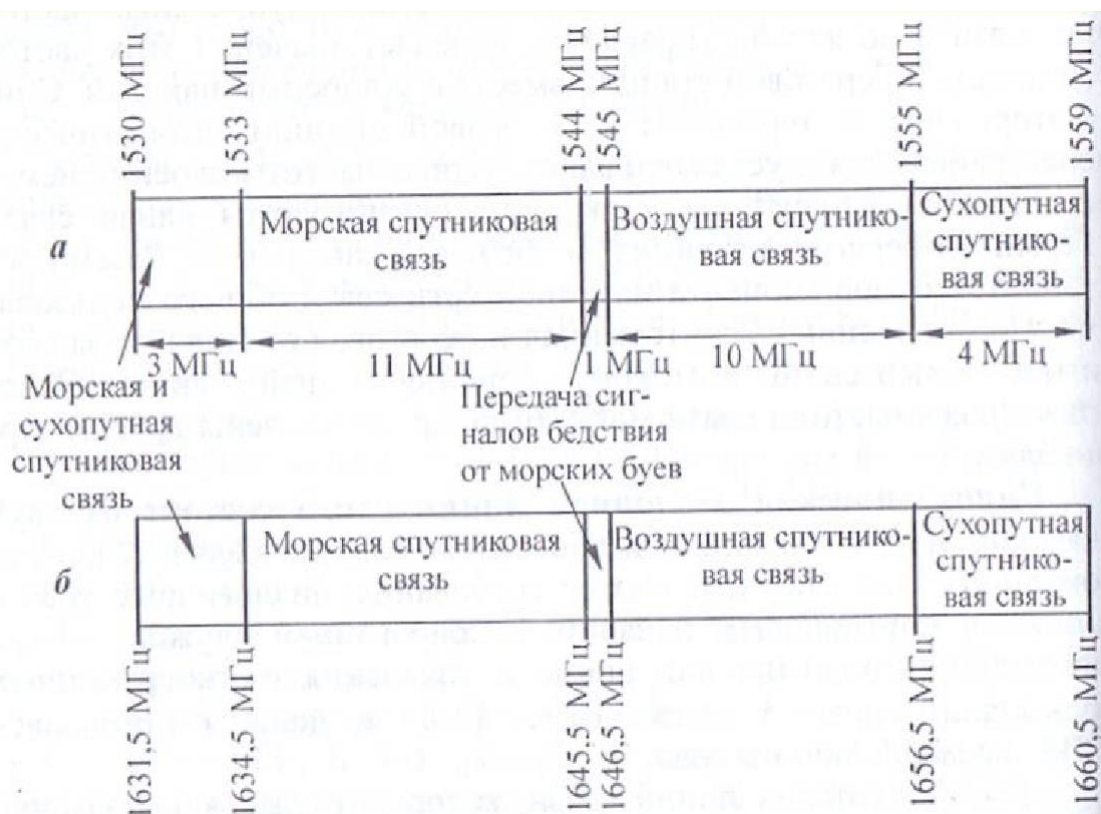 1530 МГц
1533 МГц
1544 МГц
1545 МГц
1555 МГц
1559 МГц
а
Морская спутниковая
связь
Воздушная спутнико-
вая связь
Сухопутная
спутнико-
вая связь
3 МГц
11 МГц
1 МГц
10 МГц
4 МГц
Морская и
сухопутная
спутниковая
связь
Передача сиг-
налов бедствия
от морских буев
б
Морская спутниковая
связь
Воздушная спутнико-
вая связь
Сухопутная
спутнико-
вая связь
1631,5 МГц
1634.5 МГц
1645.5 МГц
1646.5 МГц
1656.5 МГц
1660.5 МГц